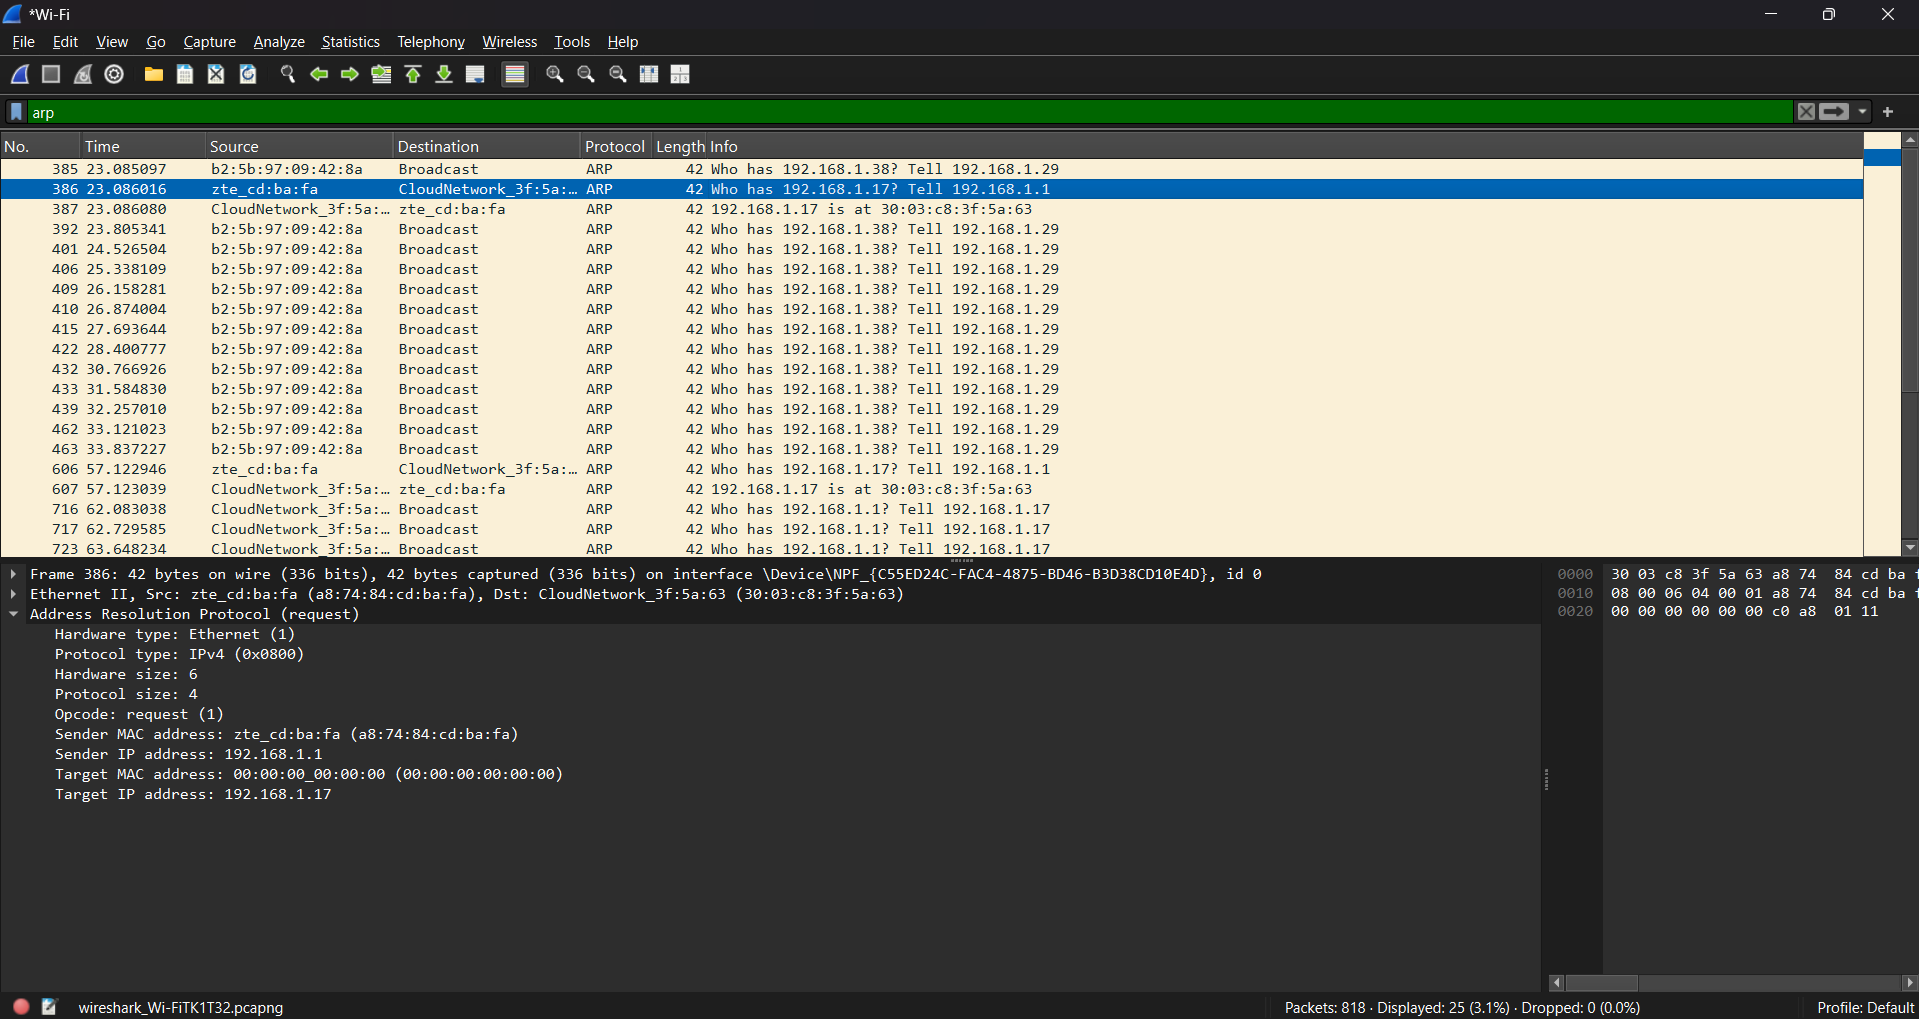 *Wi-Fi
File Edit View Go Capture Analyze Statistics Telephony Wireless Tools Help
arp
No. Time Source Destination Protocol Length Info
385 23.085097 b2:5b:97:09:42:8a Broadcast ARP 42 Who has 192.168.1.38? Tell 192.168.1.29
386 23.086016 zte_cd:ba:fa CloudNetwork_3f:5a:… ARP 42 Who has 192.168.1.17? Tell 192.168.1.1
387 23.086080 CloudNetwork_3f:5a:… zte_cd:ba:fa ARP 42 192.168.1.17 is at 30:03:c8:3f:5a:63
392 23.805341 b2:5b:97:09:42:8a Broadcast ARP 42 Who has 192.168.1.38? Tell 192.168.1.29
401 24.526504 b2:5b:97:09:42:8a Broadcast ARP 42 Who has 192.168.1.38? Tell 192.168.1.29
406 25.338109 b2:5b:97:09:42:8a Broadcast ARP 42 Who has 192.168.1.38? Tell 192.168.1.29
409 26.158281 b2:5b:97:09:42:8a Broadcast ARP 42 Who has 192.168.1.38? Tell 192.168.1.29
410 26.874004 b2:5b:97:09:42:8a Broadcast ARP 42 Who has 192.168.1.38? Tell 192.168.1.29
415 27.693644 b2:5b:97:09:42:8a Broadcast ARP 42 Who has 192.168.1.38? Tell 192.168.1.29
422 28.400777 b2:5b:97:09:42:8a Broadcast ARP 42 Who has 192.168.1.38? Tell 192.168.1.29
432 30.766926 b2:5b:97:09:42:8a Broadcast ARP 42 Who has 192.168.1.38? Tell 192.168.1.29
433 31.584830 b2:5b:97:09:42:8a Broadcast ARP 42 Who has 192.168.1.38? Tell 192.168.1.29
439 32.257010 b2:5b:97:09:42:8a Broadcast ARP 42 Who has 192.168.1.38? Tell 192.168.1.29
462 33.121023 b2:5b:97:09:42:8a Broadcast ARP 42 Who has 192.168.1.38? Tell 192.168.1.29
463 33.837227 b2:5b:97:09:42:8a Broadcast ARP 42 Who has 192.168.1.38? Tell 192.168.1.29
606 57.122946 zte_cd:ba:fa CloudNetwork_3f:5a:… ARP 42 Who has 192.168.1.17? Tell 192.168.1.1
607 57.123039 CloudNetwork_3f:5a:… zte_cd:ba:fa ARP 42 192.168.1.17 is at 30:03:c8:3f:5a:63
716 62.083038 CloudNetwork_3f:5a:… Broadcast ARP 42 Who has 192.168.1.1? Tell 192.168.1.17
717 62.729585 CloudNetwork_3f:5a:… Broadcast ARP 42 Who has 192.168.1.1? Tell 192.168.1.17
723 63.648234 CloudNetwork_3f:5a:… Broadcast ARP 42 Who has 192.168.1.1? Tell 192.168.1.17
Frame 386: 42 bytes on wire (336 bits), 42 bytes captured (336 bits) on interface \Device\NPF_{C55ED24C-FAC4-4875-BD46-B3D38CD10E4D}, id 0
Ethernet II, Src: zte_cd:ba:fa (a8:74:84:cd:ba:fa), Dst: CloudNetwork_3f:5a:63 (30:03:c8:3f:5a:63)
Address Resolution Protocol (request)
Hardware type: Ethernet (1)
Protocol type: IPv4 (0x0800)
Hardware size: 6
Protocol size: 4
Opcode: request (1)
Sender MAC address: zte_cd:ba:fa (a8:74:84:cd:ba:fa)
Sender IP address: 192.168.1.1
Target MAC address: 00:00:00_00:00:00 (00:00:00:00:00:00)
Target IP address: 192.168.1.17
0000 30 03 c8 3f 5a 63 a8 74 84 cd ba
0010 08 00 06 04 00 01 a8 74 84 cd ba
0020 00 00 00 00 00 00 c0 a8 01 11
wireshark_Wi-FiTK1T32.pcapng
Packets: 818 · Displayed: 25 (3.1%) · Dropped: 0 (0.0%)
Profile: Default